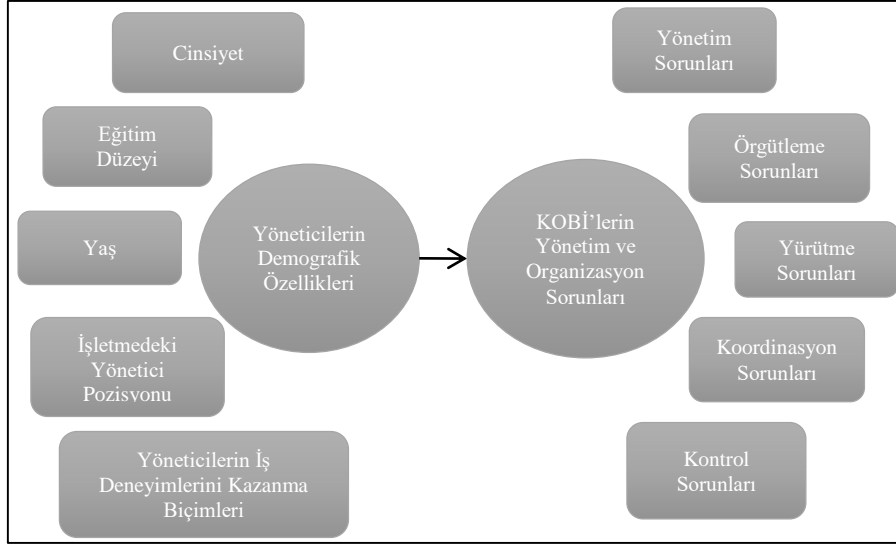 Cinsiyet
Eğitim
Düzeyi
Yaş
İşletmedeki
Yönetici
Pozisyonu
Yöneticilerin İş
Deneyimlerini Kazanma
Biçimleri
Yöneticilerin
Demografik
Özellikleri
KOBİ’lerin
Yönetim ve
Organizasyon
Sorunları
Yönetim
Sorunları
Örgütleme
Sorunları
Yürütme
Sorunları
Koordinasyon
Sorunları
Kontrol
Sorunları